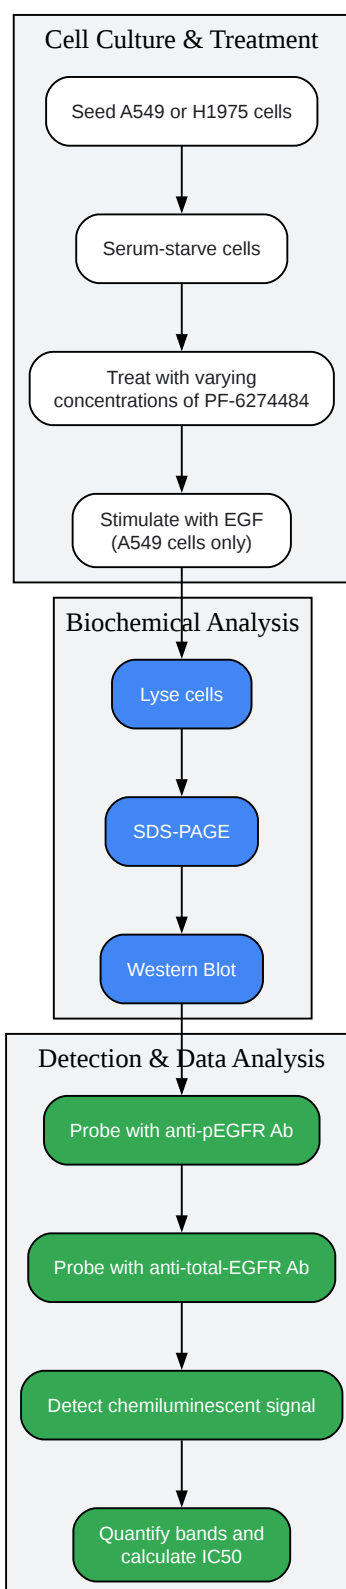 Cell Culture & Treatment
Seed A549 or H1975 cells
Serum-starve cells
Treat with varying
concentrations of PF-6274484
Stimulate with EGF
(A549 cells only)
Biochemical Analysis
Lyse cells
SDS-PAGE
Western Blot
Detection & Data Analysis
Probe with anti-pEGFR Ab
Probe with anti-total-EGFR Ab
Detect chemiluminescent signal
Quantify bands and
calculate IC50